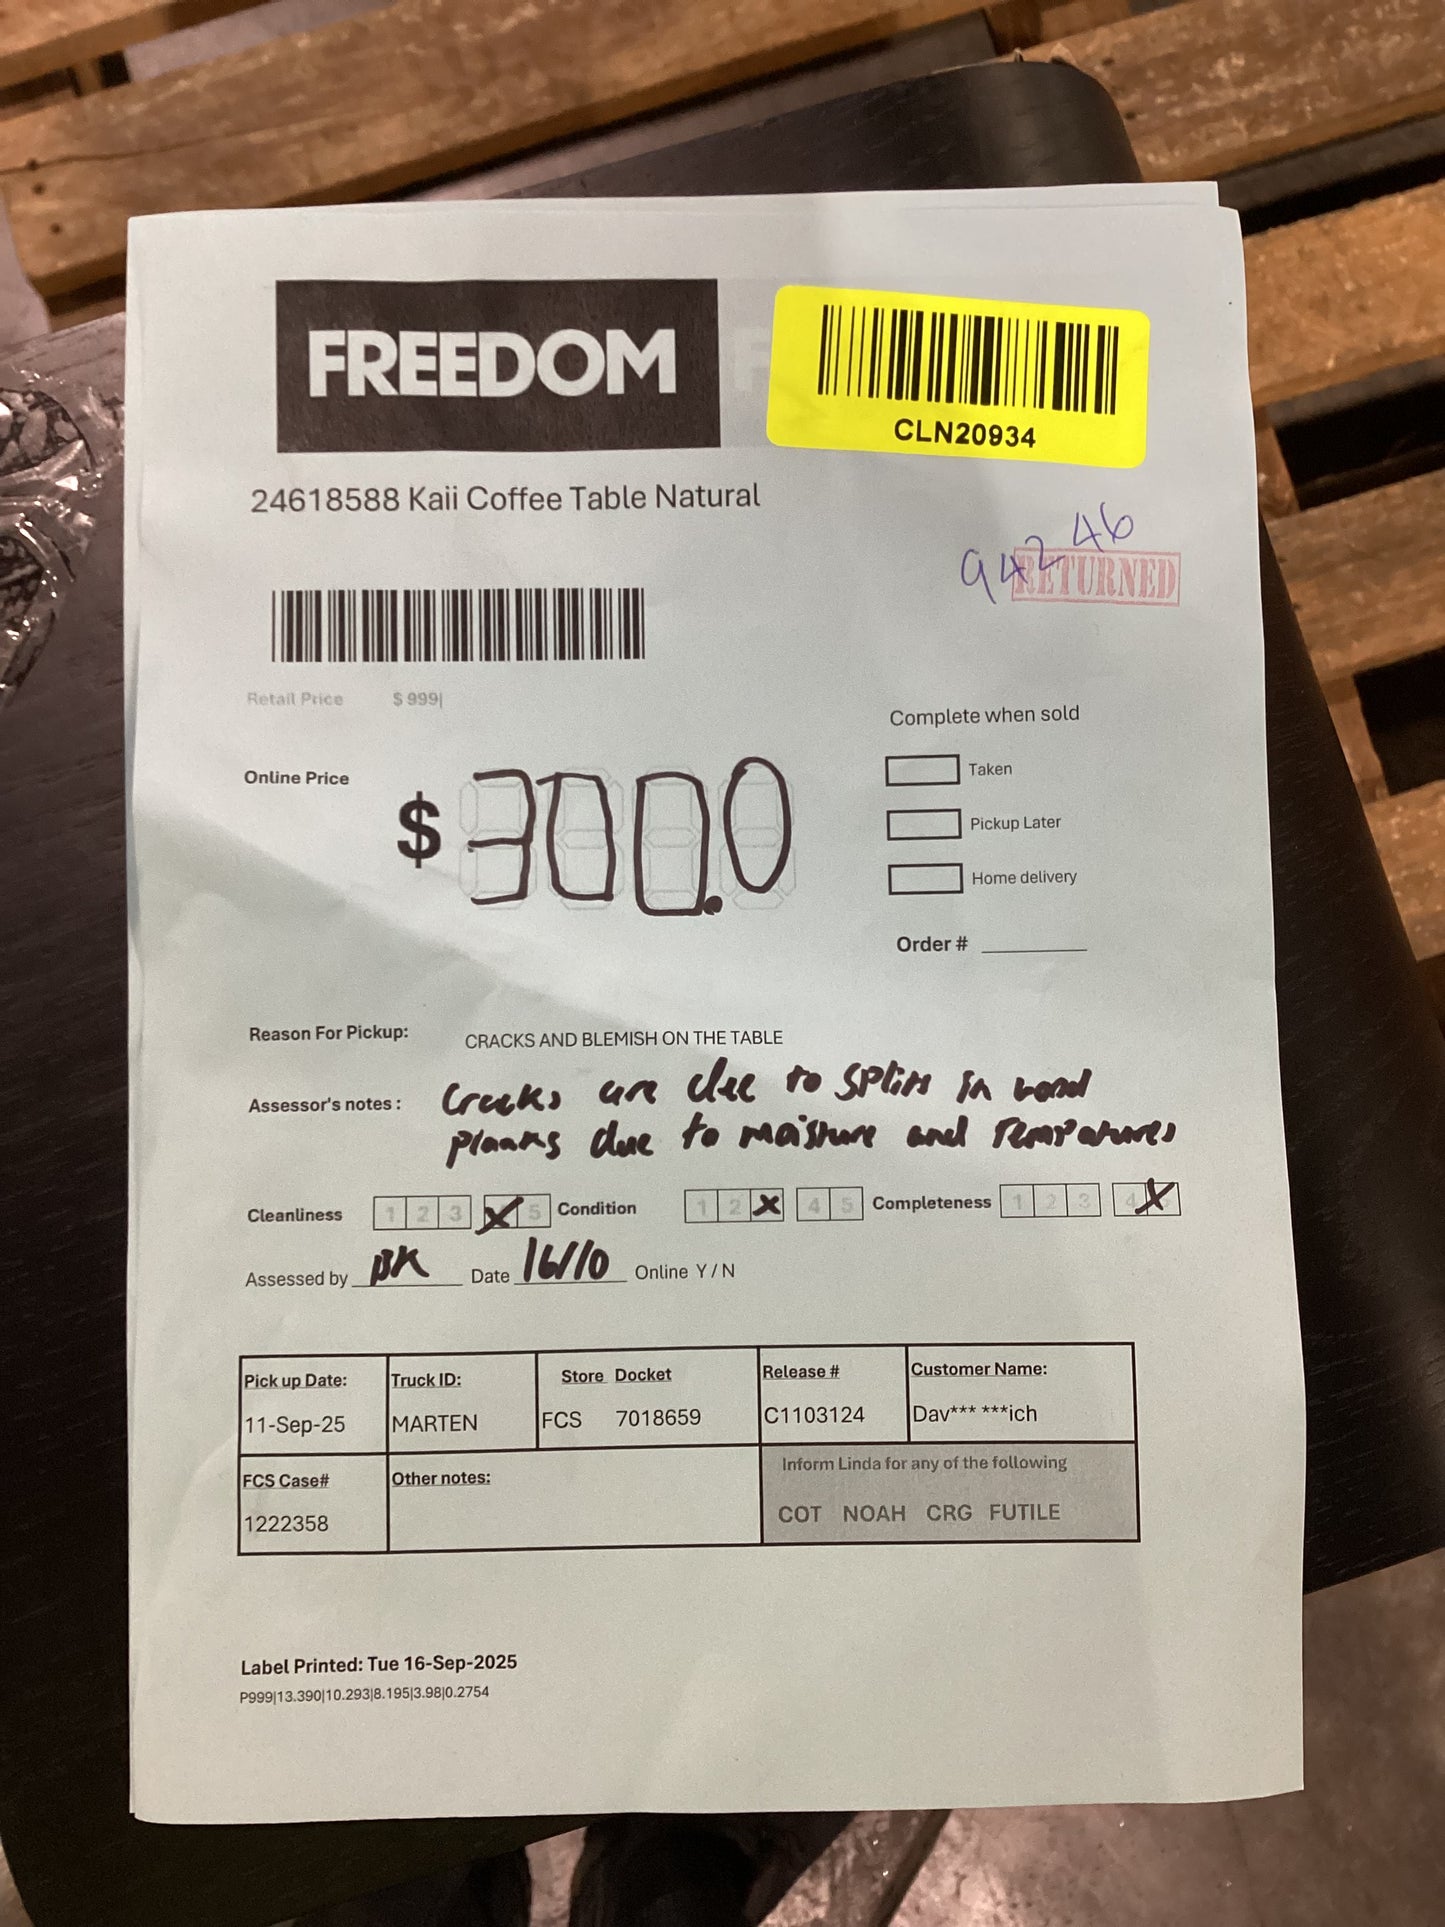 FREEDOM
CLN20934
24618588 Kaii Coffee Table Natural
94246
RETURNED
Retail Price $ 999|
Complete when sold
Online Price
$ 300.0
Taken
Pickup Later
Home delivery
Order #
Reason For Pickup: CRACKS AND BLEMISH ON THE TABLE
Assessor's notes: Cracks are due to splits in wood
planks due to moisture and Tempatures
Cleanliness 1 2 3 X 5 Condition 1 2 X 4 5 Completeness 1 2 3 4 X
Assessed by BK Date 16/10 Online Y / N
Pick up Date: Truck ID: Store Docket Release # Customer Name:
11-Sep-25 MARTEN FCS 7018659 C1103124 Dav*** ***ich
FCS Case# Other notes: Inform Linda for any of the following
1222358 COT NOAH CRG FUTILE
Label Printed: Tue 16-Sep-2025
P999|13.390|10.293|8.195|3.98|0.2754